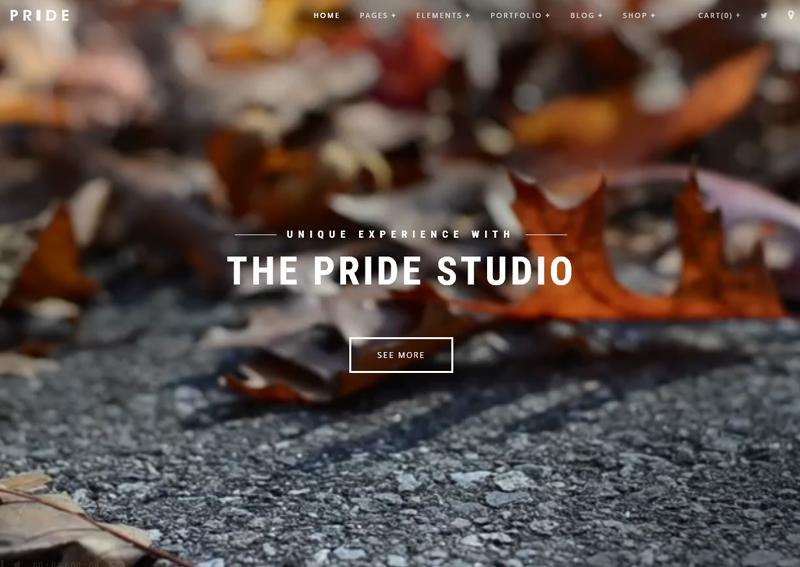 PRIDE
HOME PAGES + ELEMENTS + PORTFOLIO + BLOG + SHOP + CART(0) +
UNIQUE EXPERIENCE WITH
THE PRIDE STUDIO
SEE MORE